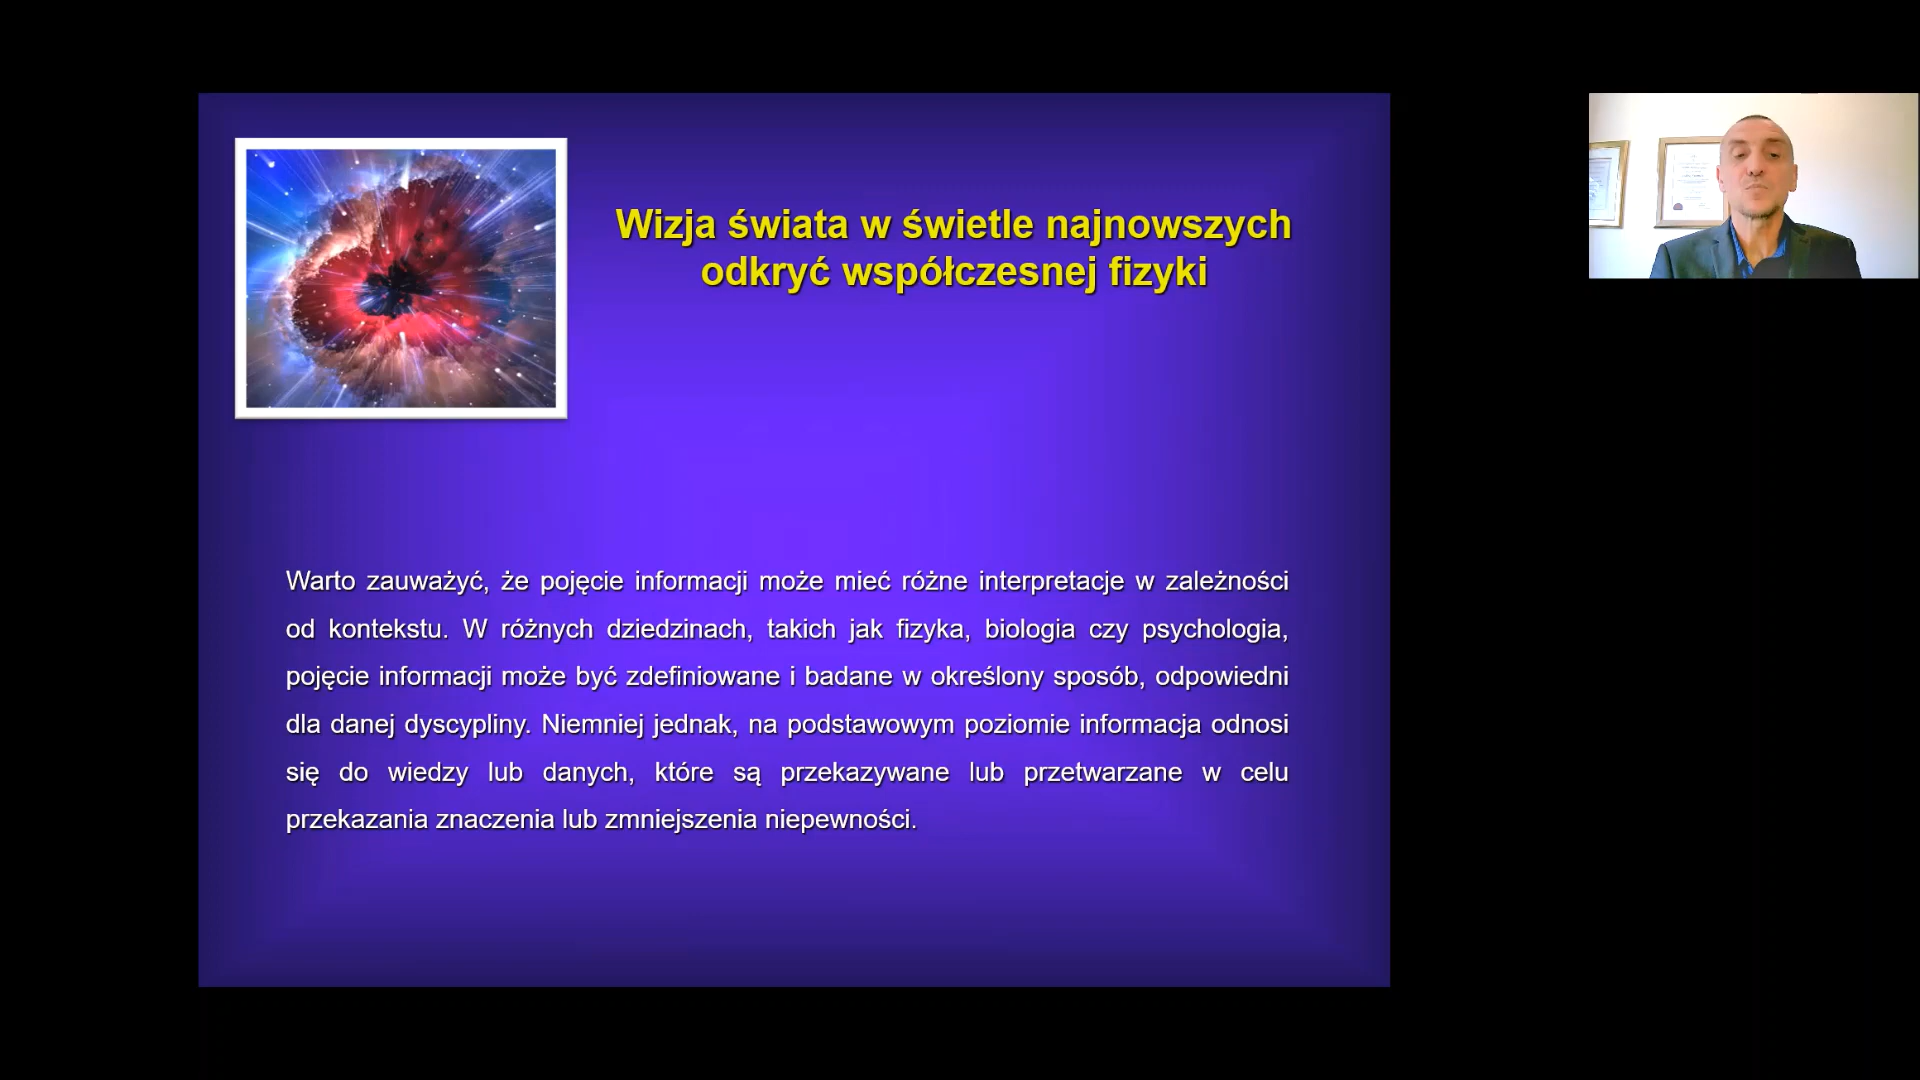 Wizja świata w świetle najnowszych
odkryć współczesnej fizyki
Warto zauważyć, że pojęcie informacji może mieć różne interpretacje w zależności
od kontekstu. W różnych dziedzinach, takich jak fizyka, biologia czy psychologia,
pojęcie informacji może być zdefiniowane i badane w określony sposób, odpowiedni
dla danej dyscypliny. Niemniej jednak, na podstawowym poziomie informacja odnosi
się do wiedzy lub danych, które są przekazywane lub przetwarzane w celu
przekazania znaczenia lub zmniejszenia niepewności.